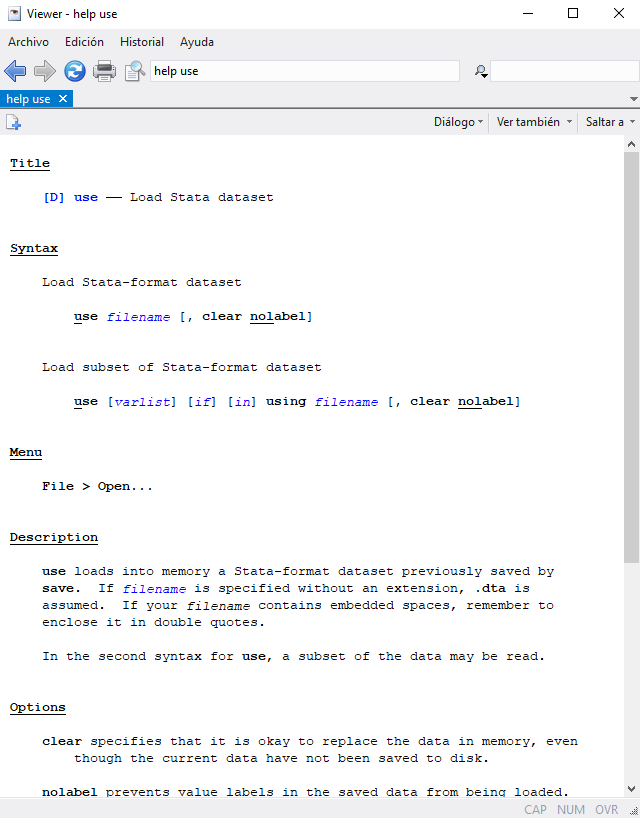 Viewer - help use
Archivo Edición Historial Ayuda
help use
help use
Diálogo Ver también Saltar a
Title
[D] use —— Load Stata dataset
Syntax
Load Stata-format dataset
use filename [, clear nolabel]
Load subset of Stata-format dataset
use [varlist] [if] [in] using filename [, clear nolabel]
Menu
File > Open...
Description
use loads into memory a Stata-format dataset previously saved by
save.  If filename is specified without an extension, .dta is
assumed.  If your filename contains embedded spaces, remember to
enclose it in double quotes.
In the second syntax for use, a subset of the data may be read.
Options
clear specifies that it is okay to replace the data in memory, even
though the current data have not been saved to disk.
nolabel prevents value labels in the saved data from being loaded.
CAP NUM OVR